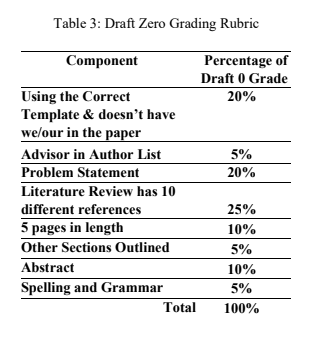 Table 3: Draft Zero Grading Rubric
Component Percentage of
Draft 0 Grade
Using the Correct 20%
Template & doesn't have
we/our in the paper
Advisor in Author List 5%
Problem Statement 20%
Literature Review has 10
different references 25%
5 pages in length 10%
Other Sections Outlined 5%
Abstract 10%
Spelling and Grammar 5%
Total 100%